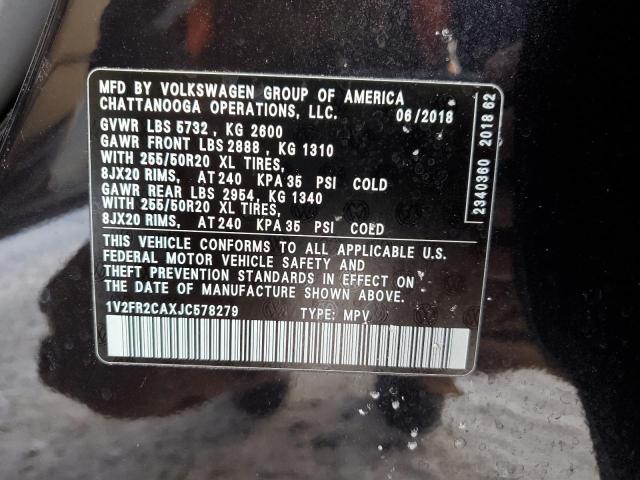 MFD BY VOLKSWAGEN GROUP OF AMERICA
CHATTANOOGA OPERATIONS, LLC. 06/2018
GVWR LBS 5732 , KG 2600
GAWR FRONT LBS 2888 , KG 1310
WITH 255/50R20 XL TIRES,
8JX20 RIMS, AT 240 KPA 35 PSI COLD
GAWR REAR LBS 2954, KG 1340
WITH 255/50R20 XL TIRES,
8JX20 RIMS, AT 240 KPA 35 PSI COLD
THIS VEHICLE CONFORMS TO ALL APPLICABLE U.S.
FEDERAL MOTOR VEHICLE SAFETY AND
THEFT PREVENTION STANDARDS IN EFFECT ON
THE DATE OF MANUFACTURE SHOWN ABOVE.
1V2FR2CAXJC578279 TYPE: MPV
2340360 2018 62